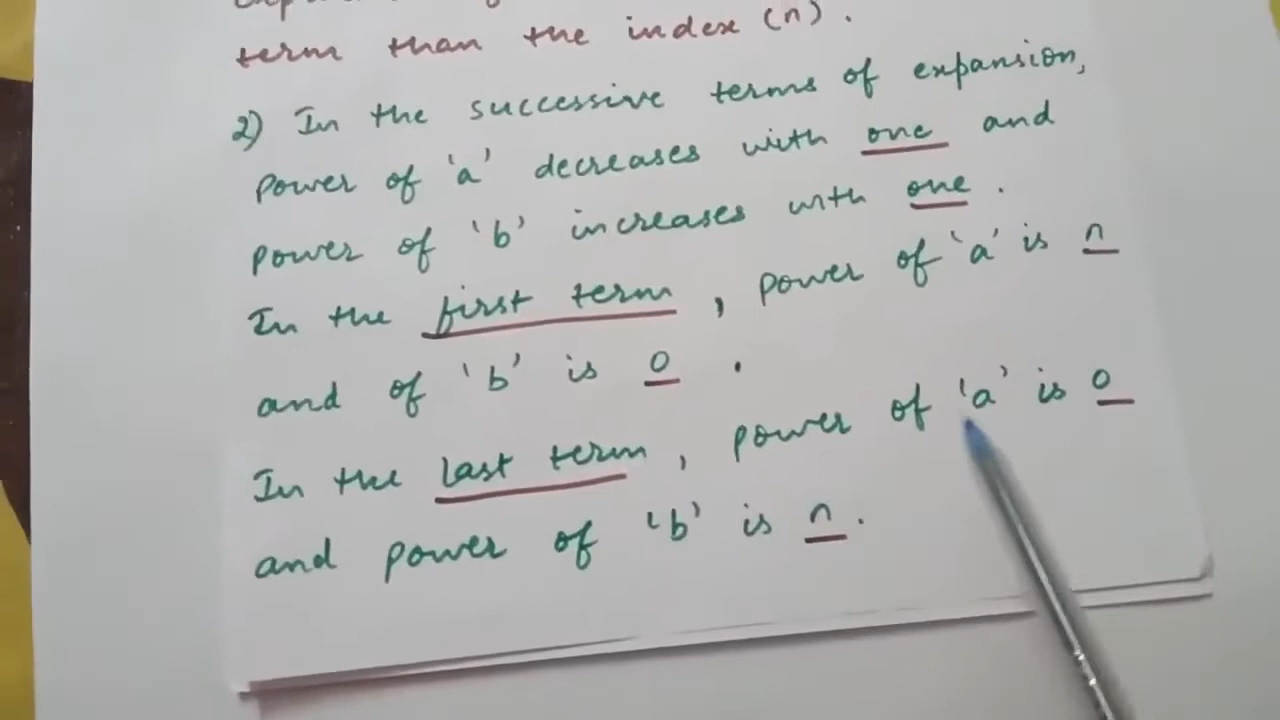 term than the index (n).
2) In the successive terms of expansion,
power of 'a' decreases with one and
power of 'b' increases with one.
In the first term, power of 'a' is n
and of 'b' is 0.
In the last term, power of 'a' is 0
and power of 'b' is n.